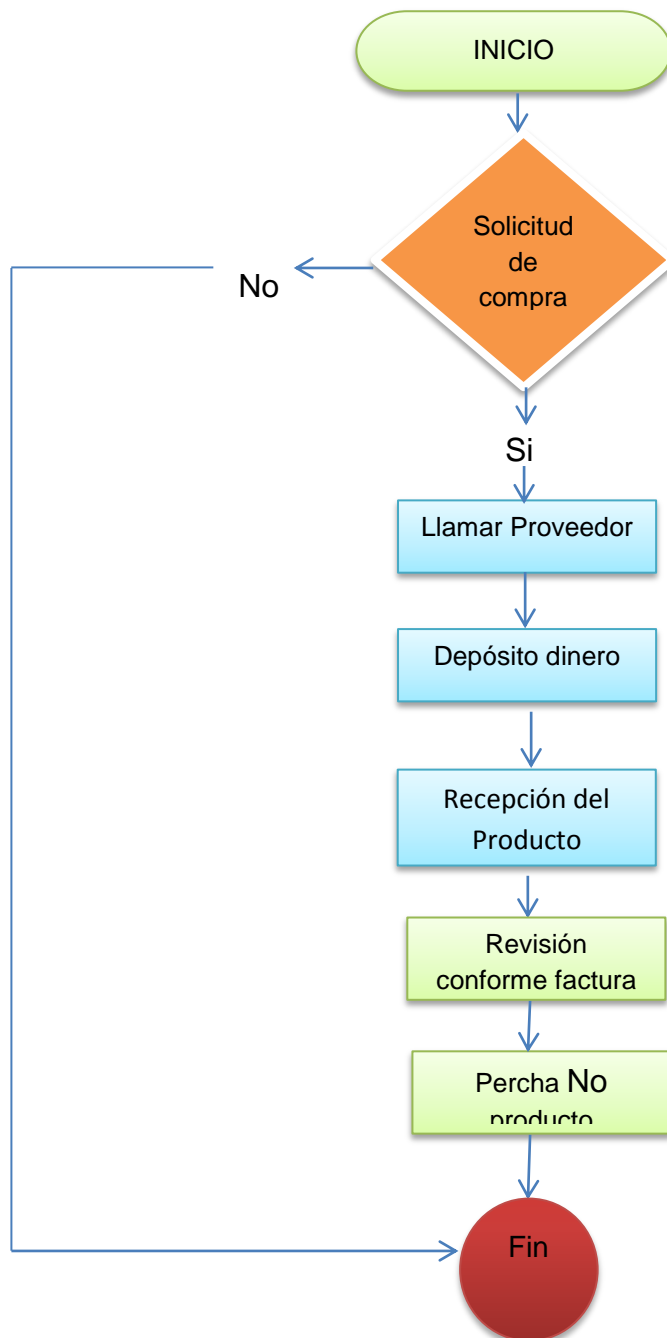 INICIO
Solicitud
de
compra
No
Si
Llamar Proveedor
Depósito dinero
Recepción del
Producto
Revisión
conforme factura
Percha No
producto
Fin